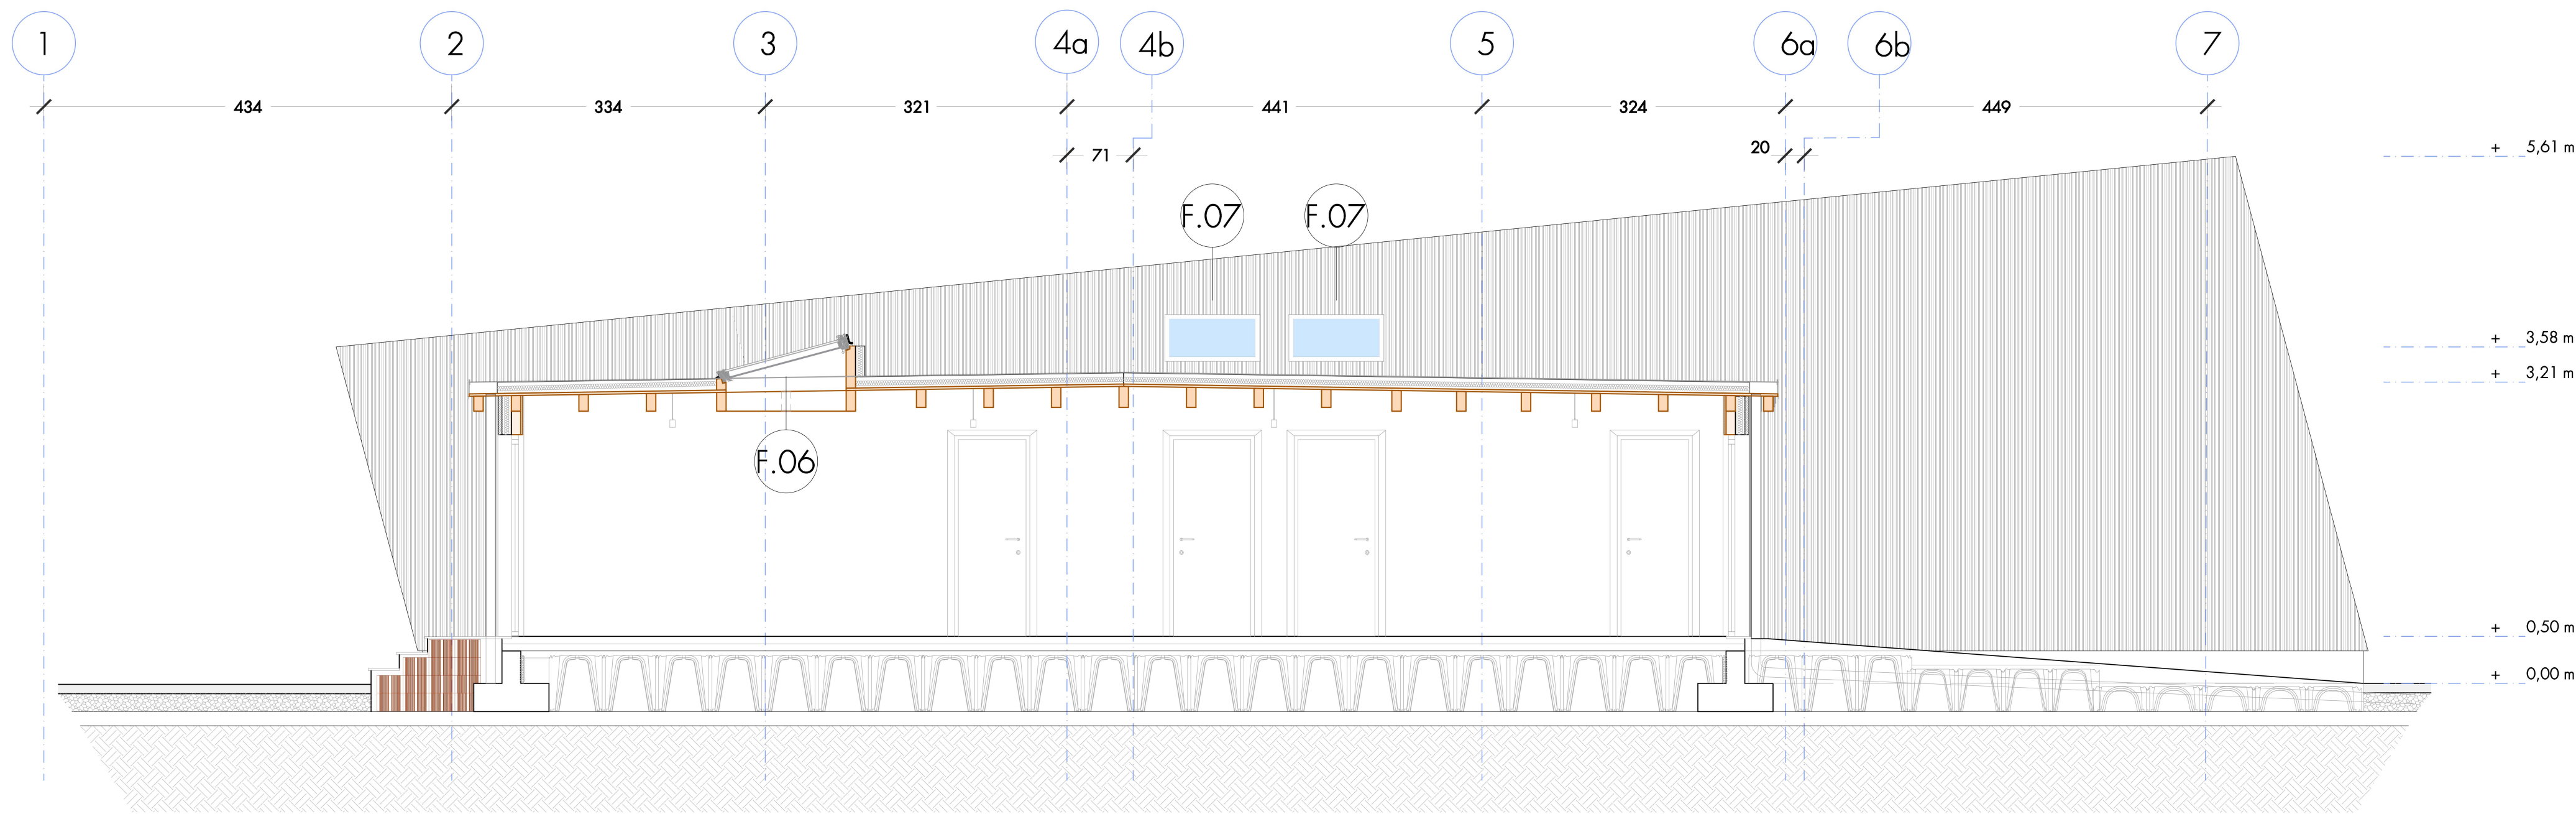 1 2 3 4a 4b 5 6a 6b 7
434 334 321 441 324 449
71 20
+ 5,61 m
F.07 F.07
+ 3,58 m
+ 3,21 m
F.06
+ 0,50 m
+ 0,00 m